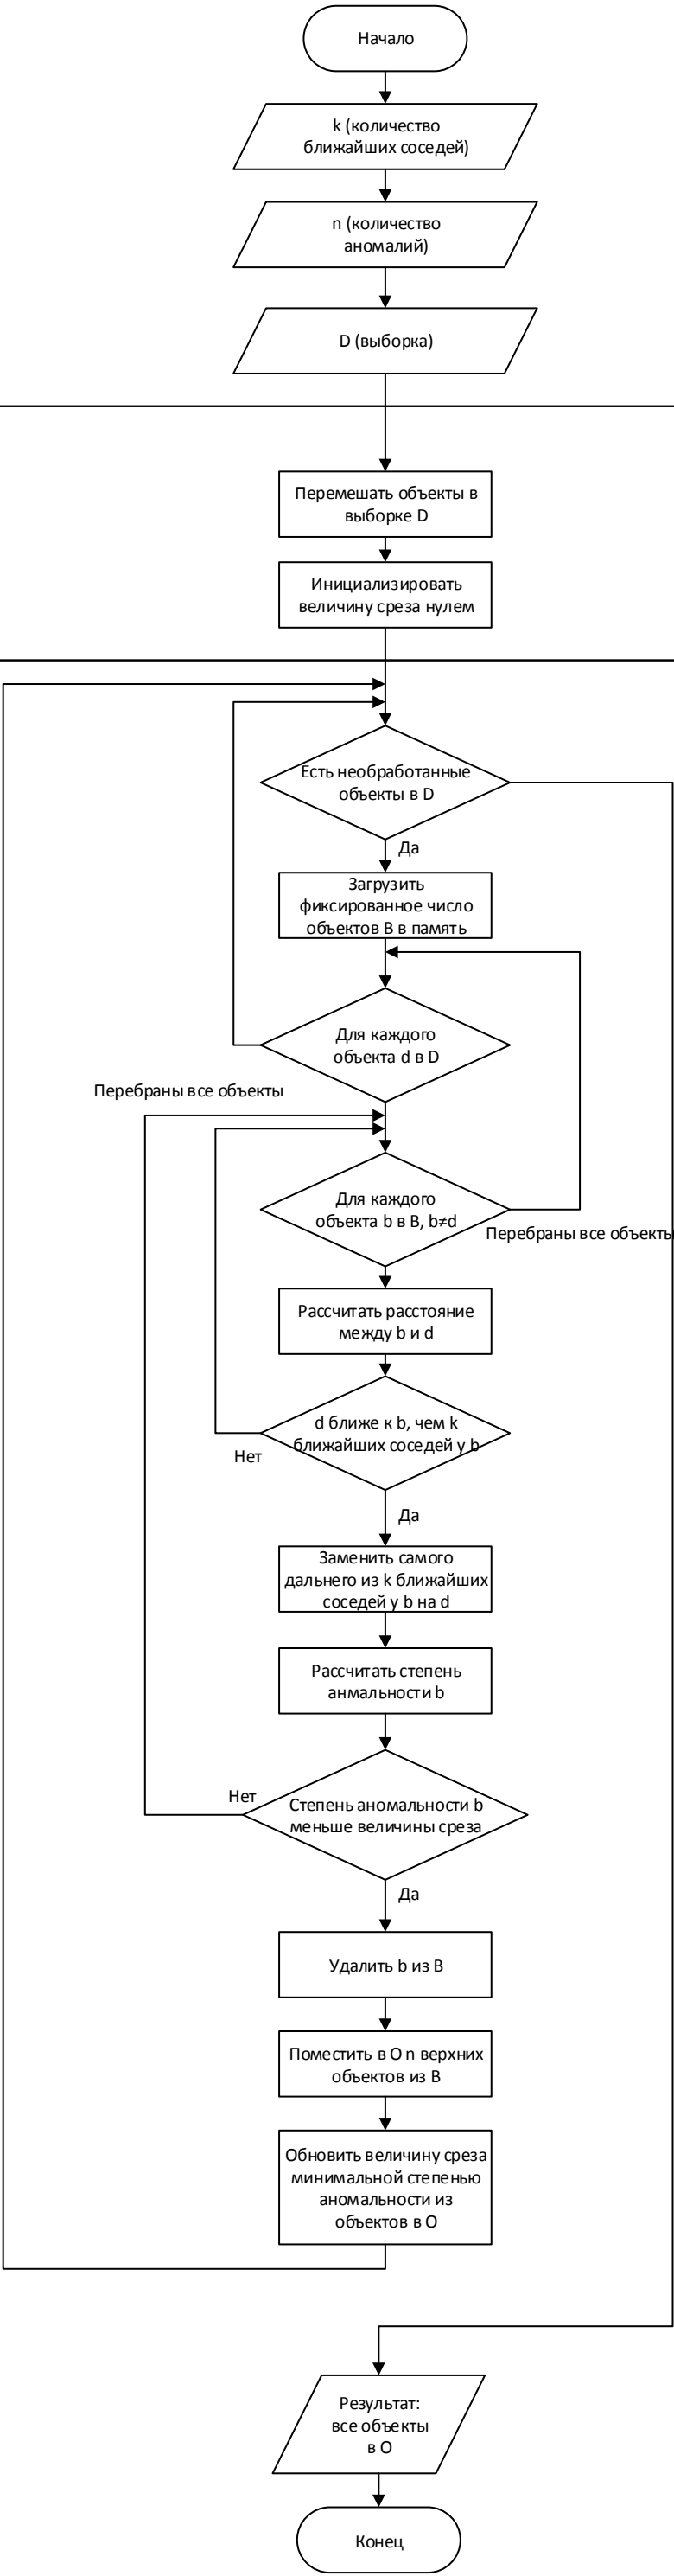 Начало
k (количество
ближайших соседей)
n (количество
аномалий)
D (выборка)
Перемешать объекты в
выборке D
Инициализировать
величину среза нулем
Есть необработанные
объекты в D
Да
Загрузить
фиксированное число
объектов B в память
Для каждого
объекта d в D
Перебраны все объекты
Для каждого
объекта b в B, b≠d
Перебраны все объекты
Рассчитать расстояние
между b и d
d ближе к b, чем k
ближайших соседей у b
Нет
Да
Заменить самого
дальнего из k ближайших
соседей у b на d
Рассчитать степень
анмальности b
Нет
Степень аномальности b
меньше величины среза
Да
Удалить b из B
Поместить в O n верхних
объектов из B
Обновить величину среза
минимальной степенью
аномальности из
объектов в O
Результат:
все объекты
в O
Конец